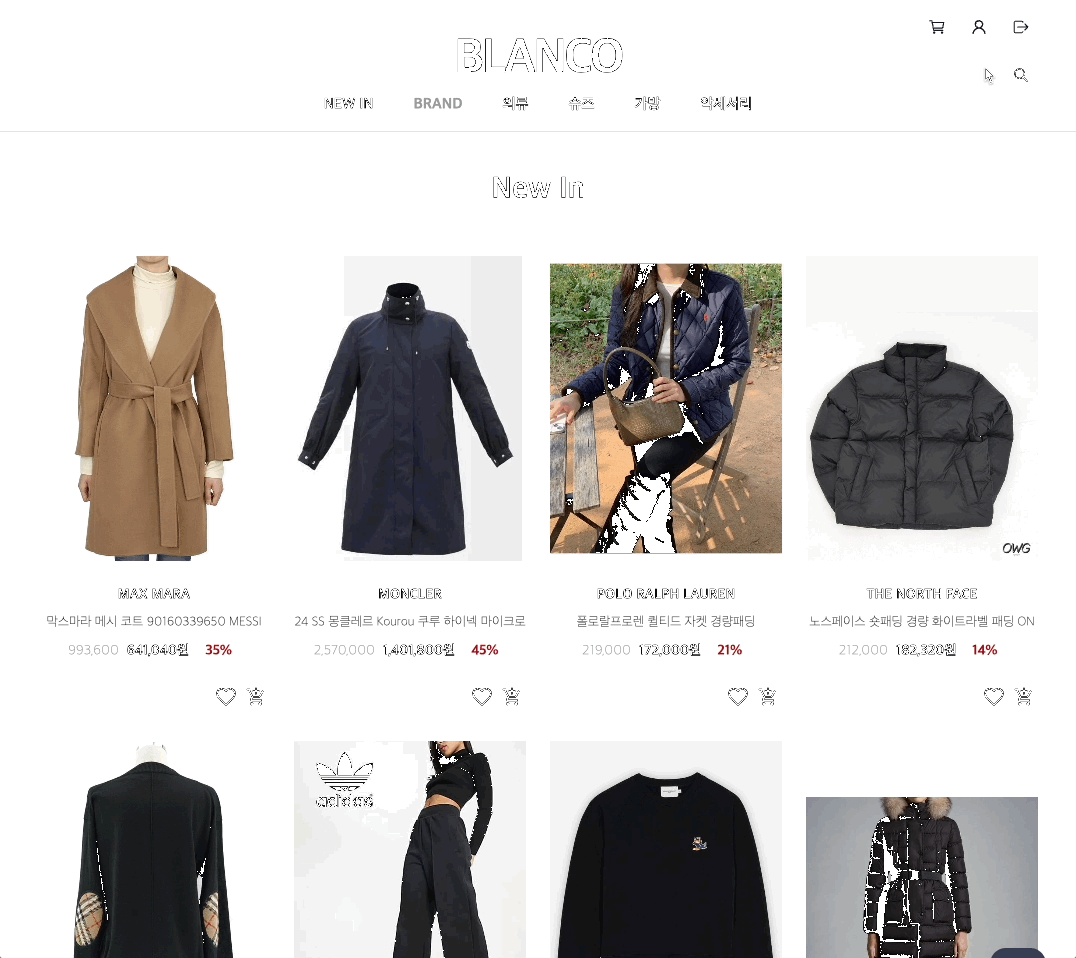 BLANCO
NEW IN BRAND 의류 슈즈 가방 악세서리
New In
OWG
MAX MARA
막스마라 메시 코트 90160339650 MESSI
993,600 641,040원 35%
MONCLER
24 SS 몽클레르 Kourou 쿠루 하이넥 마이크로
2,570,000 1,401,800원 45%
POLO RALPH LAUREN
폴로랄프로렌 퀼티드 자켓 경량패딩
219,000 172,000원 21%
THE NORTH FACE
노스페이스 숏패딩 경량 화이트라벨 패딩 ON
212,000 182,320원 14%
adidas